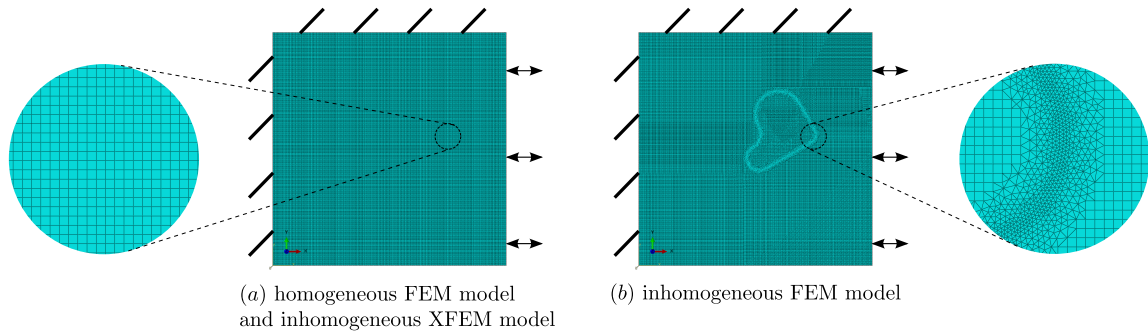 (a) homogeneous FEM model
and inhomogeneous XFEM model
(b) inhomogeneous FEM model